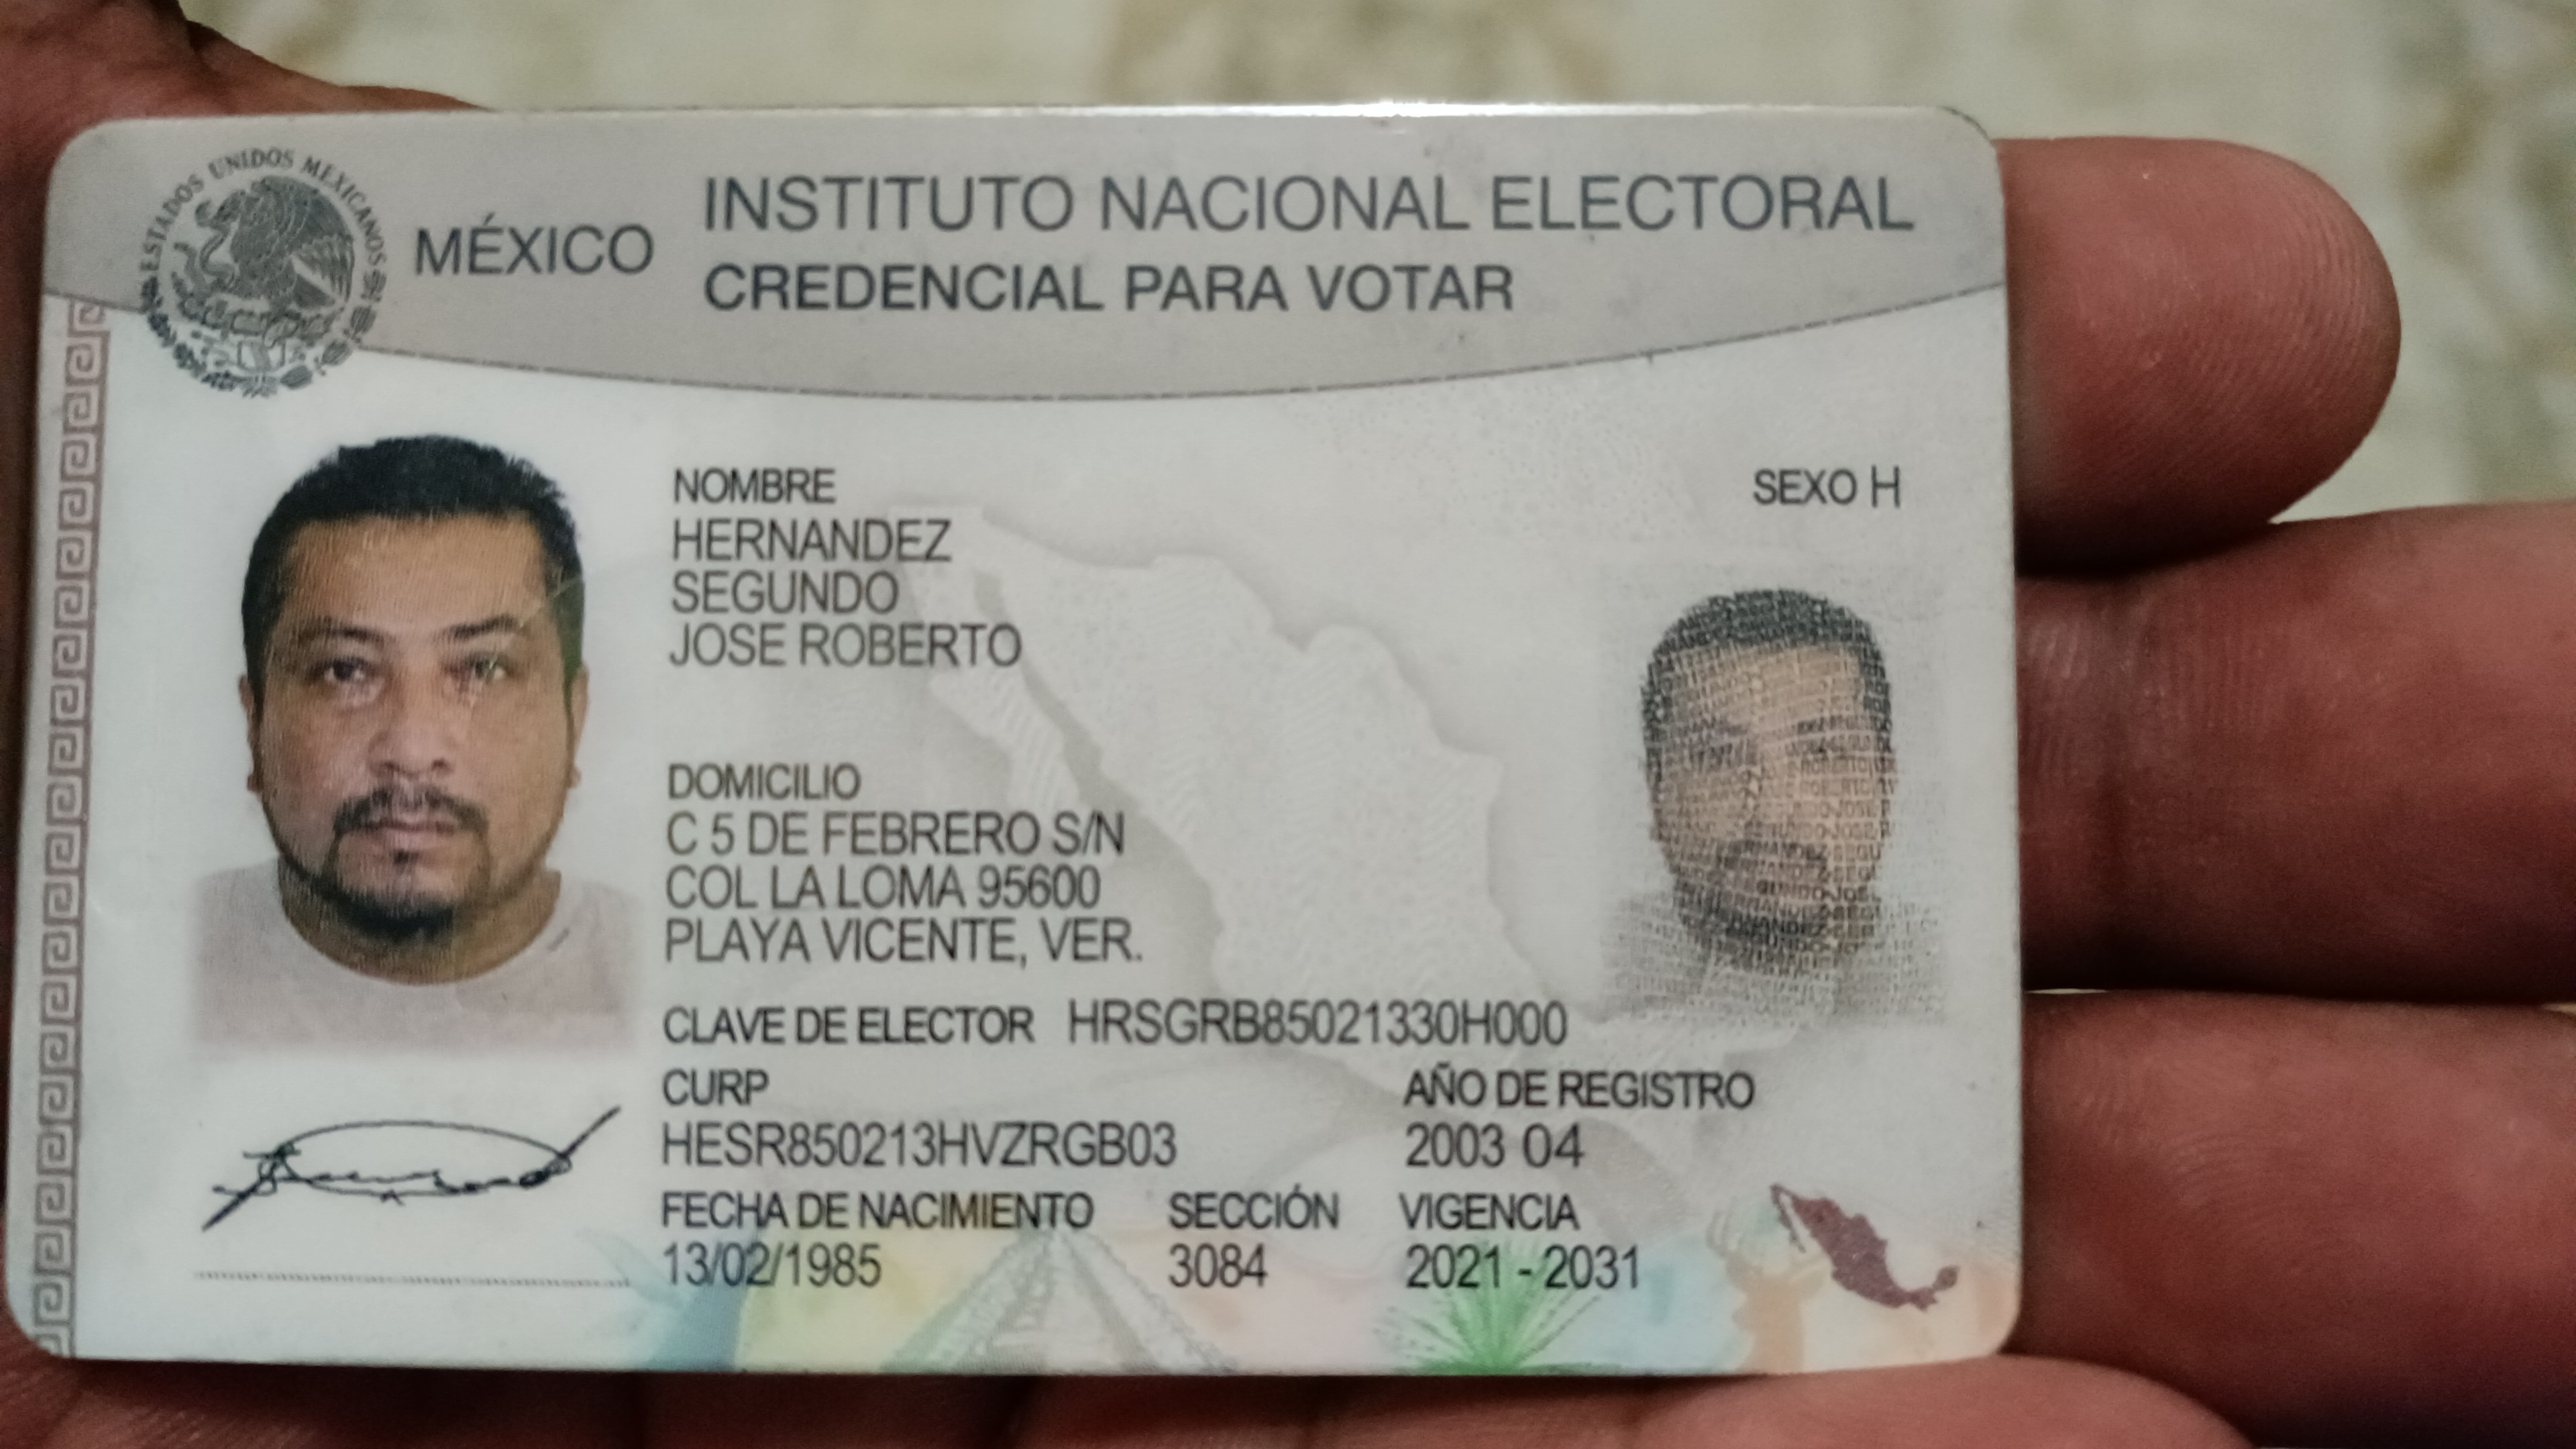 ESTADOS UNIDOS MEXICANOS
MÉXICO
INSTITUTO NACIONAL ELECTORAL
CREDENCIAL PARA VOTAR
NOMBRE
HERNANDEZ
SEGUNDO
JOSE ROBERTO
SEXO H
DOMICILIO
C 5 DE FEBRERO S/N
COL LA LOMA 95600
PLAYA VICENTE, VER.
CLAVE DE ELECTOR HRSGRB85021330H000
CURP
HESR850213HVZRGB03
AÑO DE REGISTRO
2003 04
FECHA DE NACIMIENTO
13/02/1985
SECCIÓN
3084
VIGENCIA
2021 - 2031